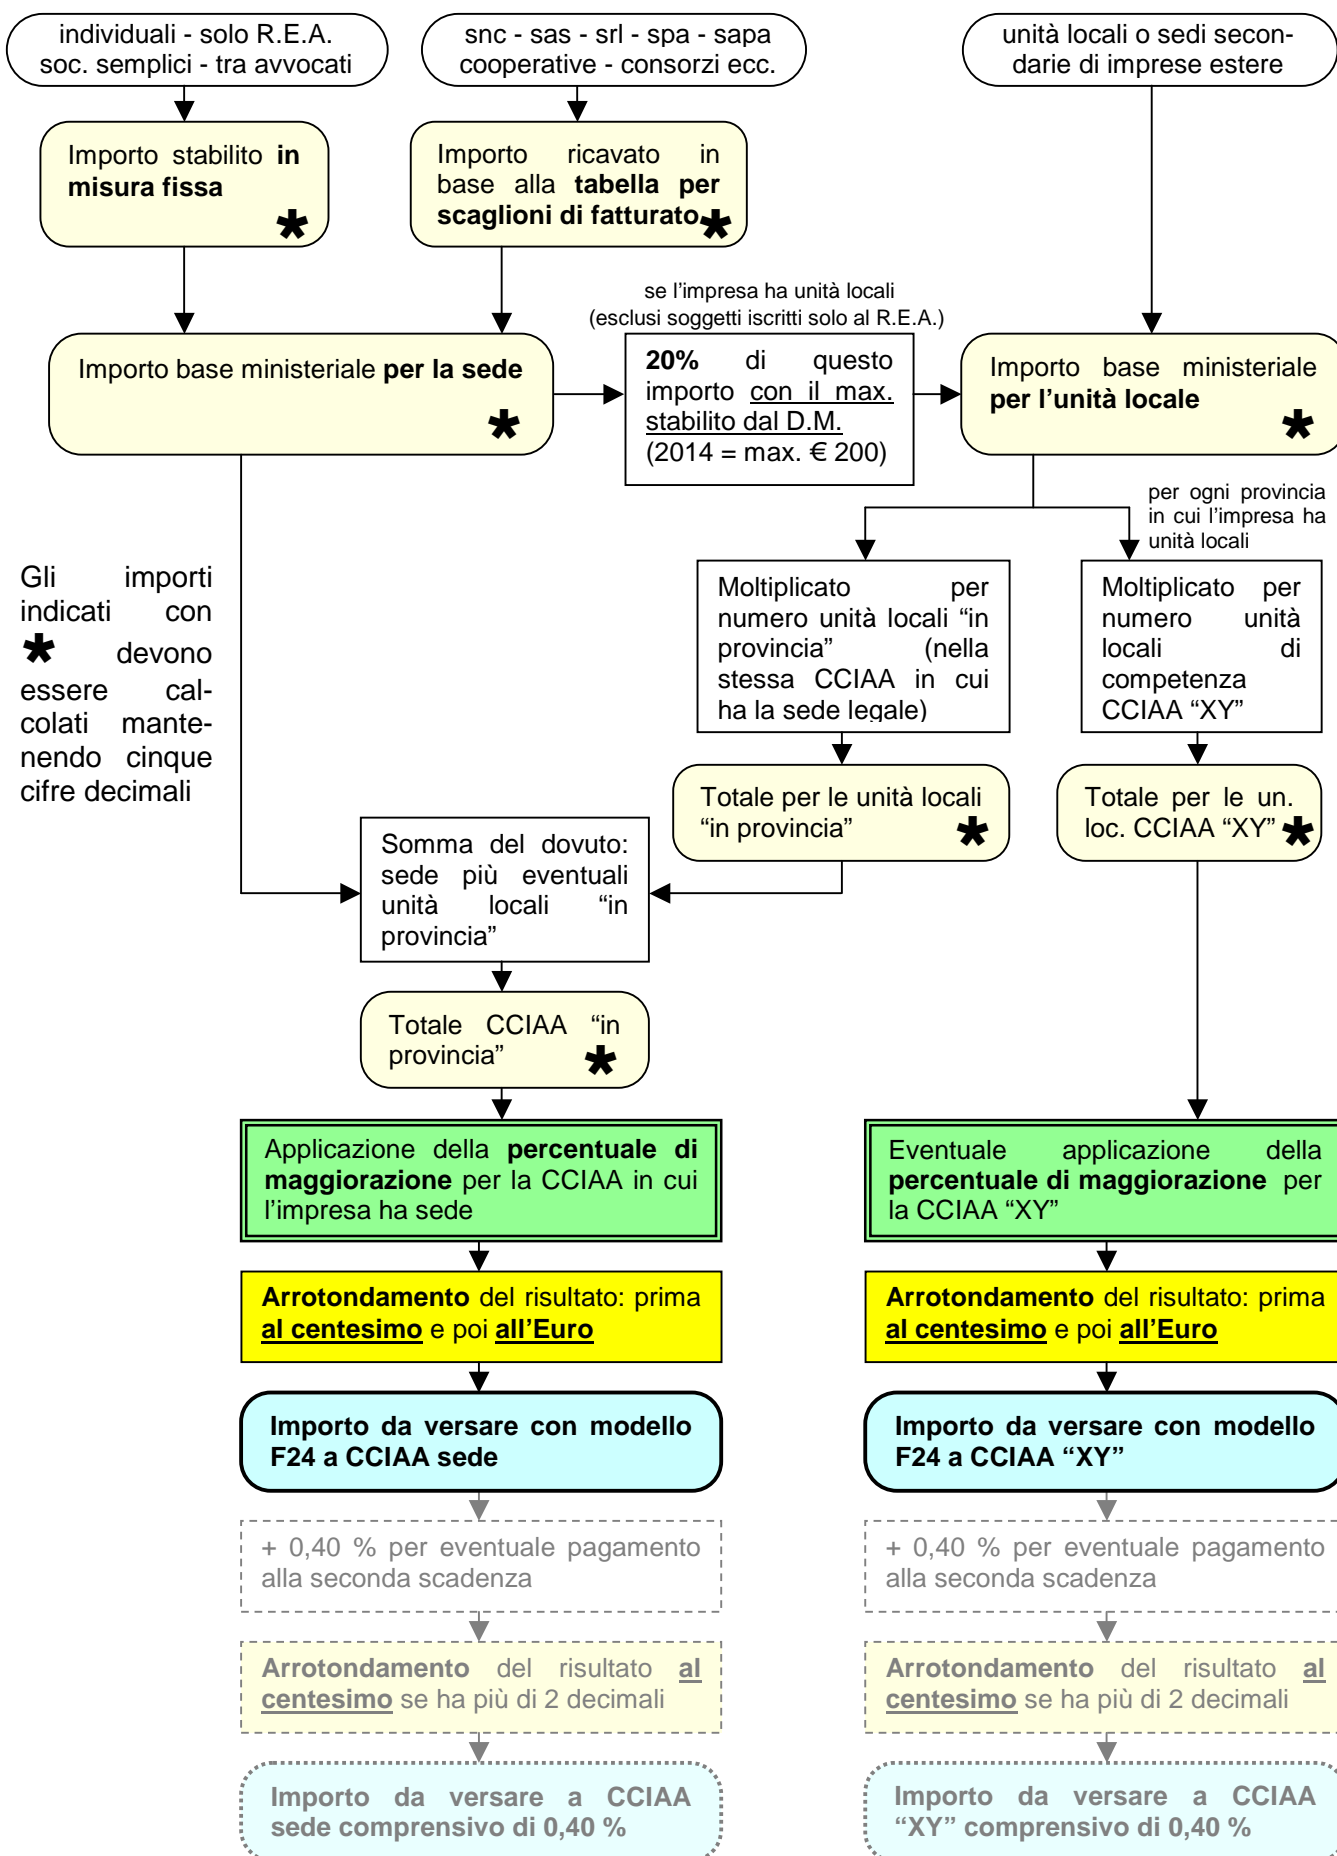 individuali - solo R.E.A.
soc. semplici - tra avvocati
snc - sas - srl - spa - sapa
cooperative - consorzi ecc.
unità locali o sedi secon-
darie di imprese estere
Importo stabilito in
misura fissa
*
Importo ricavato in
base alla tabella per
scaglioni di fatturato
*
se l’impresa ha unità locali
(esclusi soggetti iscritti solo al R.E.A.)
Importo base ministeriale per la sede
*
20% di questo
importo con il max.
stabilito dal D.M.
(2014 = max. € 200)
Importo base ministeriale
per l’unità locale
*
per ogni provincia
in cui l’impresa ha
unità locali
Gli importi
indicati con
* devono
essere cal-
colati mante-
nendo cinque
cifre decimali
Moltiplicato per
numero unità locali “in
provincia” (nella
stessa CCIAA in cui
ha la sede legale)
Moltiplicato per
numero unità
locali di
competenza
CCIAA “XY”
Totale per le unità locali
“in provincia”
*
Totale per le un.
loc. CCIAA “XY”
*
Somma del dovuto:
sede più eventuali
unità locali “in
provincia”
Totale CCIAA “in
provincia”
*
Applicazione della percentuale di
maggiorazione per la CCIAA in cui
l’impresa ha sede
Eventuale applicazione della
percentuale di maggiorazione per
la CCIAA “XY”
Arrotondamento del risultato: prima
al centesimo e poi all’Euro
Arrotondamento del risultato: prima
al centesimo e poi all’Euro
Importo da versare con modello
F24 a CCIAA sede
Importo da versare con modello
F24 a CCIAA “XY”
+ 0,40 % per eventuale pagamento
alla seconda scadenza
+ 0,40 % per eventuale pagamento
alla seconda scadenza
Arrotondamento del risultato al
centesimo se ha più di 2 decimali
Arrotondamento del risultato al
centesimo se ha più di 2 decimali
Importo da versare a CCIAA
sede comprensivo di 0,40 %
Importo da versare a CCIAA
“XY” comprensivo di 0,40 %